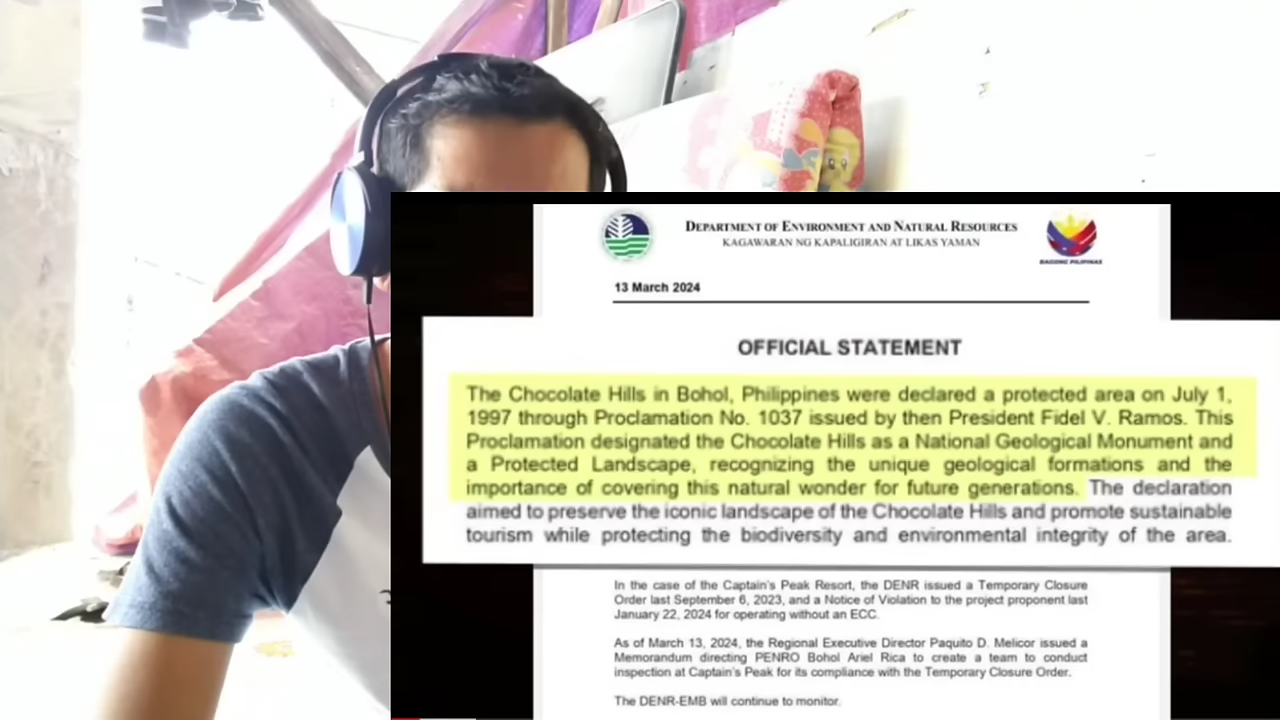 DEPARTMENT OF ENVIRONMENT AND NATURAL RESOURCES
KAGAWARAN NG KAPALIGIRAN AT LIKAS YAMAN
BAGONG PILIPINAS
13 March 2024
OFFICIAL STATEMENT
The Chocolate Hills in Bohol, Philippines were declared a protected area on July 1,
1997 through Proclamation No. 1037 issued by then President Fidel V. Ramos. This
Proclamation designated the Chocolate Hills as a National Geological Monument and
a Protected Landscape, recognizing the unique geological formations and the
importance of covering this natural wonder for future generations. The declaration
aimed to preserve the iconic landscape of the Chocolate Hills and promote sustainable
tourism while protecting the biodiversity and environmental integrity of the area.
In the case of the Captain's Peak Resort, the DENR issued a Temporary Closure
Order last September 6, 2023, and a Notice of Violation to the project proponent last
January 22, 2024 for operating without an ECC.
As of March 13, 2024, the Regional Executive Director Paquito D. Melicor issued a
Memorandum directing PENRO Bohol Ariel Rica to create a team to conduct
inspection at Captain's Peak for its compliance with the Temporary Closure Order.
The DENR-EMB will continue to monitor.